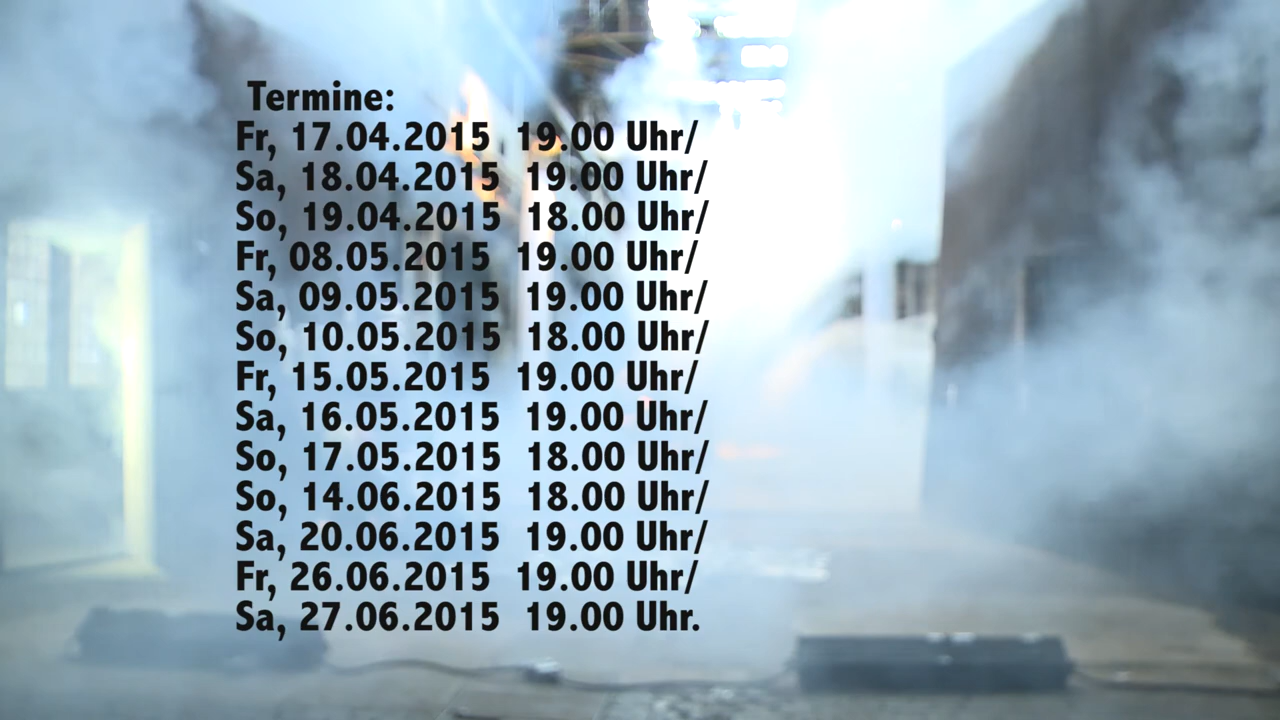 Termine:
Fr, 17.04.2015 19.00 Uhr/
Sa, 18.04.2015 19.00 Uhr/
So, 19.04.2015 18.00 Uhr/
Fr, 08.05.2015 19.00 Uhr/
Sa, 09.05.2015 19.00 Uhr/
So, 10.05.2015 18.00 Uhr/
Fr, 15.05.2015 19.00 Uhr/
Sa, 16.05.2015 19.00 Uhr/
So, 17.05.2015 18.00 Uhr/
So, 14.06.2015 18.00 Uhr/
Sa, 20.06.2015 19.00 Uhr/
Fr, 26.06.2015 19.00 Uhr/
Sa, 27.06.2015 19.00 Uhr.